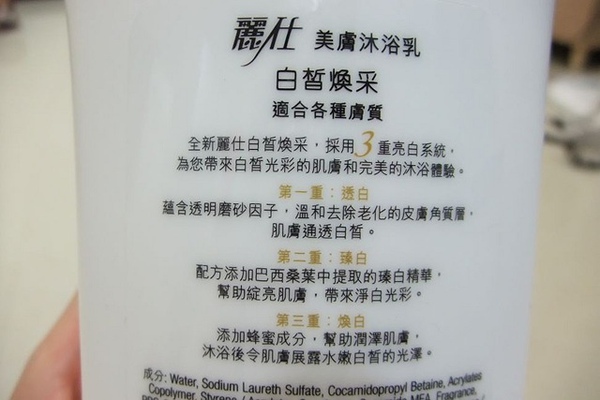 麗仕 美膚沐浴乳
白皙煥采
適合各種膚質
全新麗仕白皙煥采，採用3重亮白系統，
為您帶來白皙光彩的肌膚和完美的沐浴體驗。
第一重：透白
蘊含透明磨砂因子，溫和去除老化的皮膚角質層，
肌膚通透白皙。
第二重：臻白
配方添加巴西桑葉中提取的臻白精華，
幫助綻亮肌膚，帶來淨白光彩。
第三重：煥白
添加蜂蜜成分，幫助潤澤肌膚，
沐浴後令肌膚展露水嫩白皙的光澤。
成分: Water, Sodium Laureth Sulfate, Cocamidopropyl Betaine, Acrylates
Copolymer, Styrene / MEA, Fragrance,